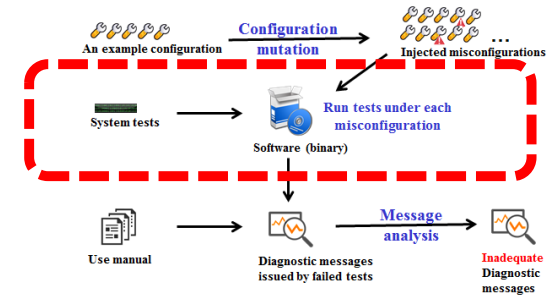 Configuration
mutation
An example configuration
...
Injected misconfigurations
System tests
Run tests under each
misconfiguration
Software (binary)
Use manual
Diagnostic messages
issued by failed tests
Message
analysis
Inadequate
Diagnostic
messages